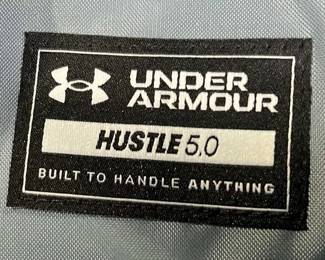 UNDER
ARMOUR
HUSTLE 5.0
BUILT TO HANDLE ANYTHING